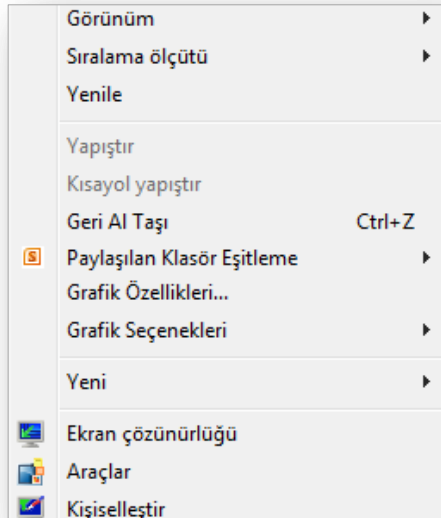 Görünüm
Sıralama ölçütü
Yenile
Yapıştır
Kısayol yapıştır
Geri Al Taşı Ctrl+Z
S
Paylaşılan Klasör Eşitleme
Grafik Özellikleri...
Grafik Seçenekleri
Yeni
Ekran çözünürlüğü
Araçlar
Kişiselleştir